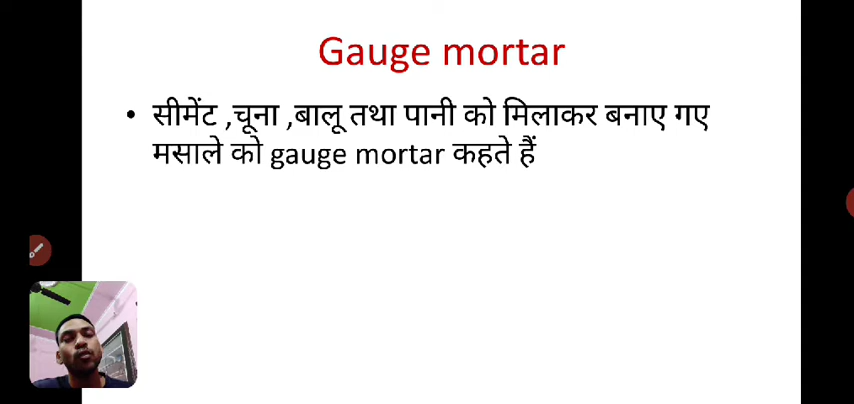 Gauge mortar
• सीमेंट ,चूना ,बालू तथा पानी को मिलाकर बनाए गए
मसाले को gauge mortar कहते हैं